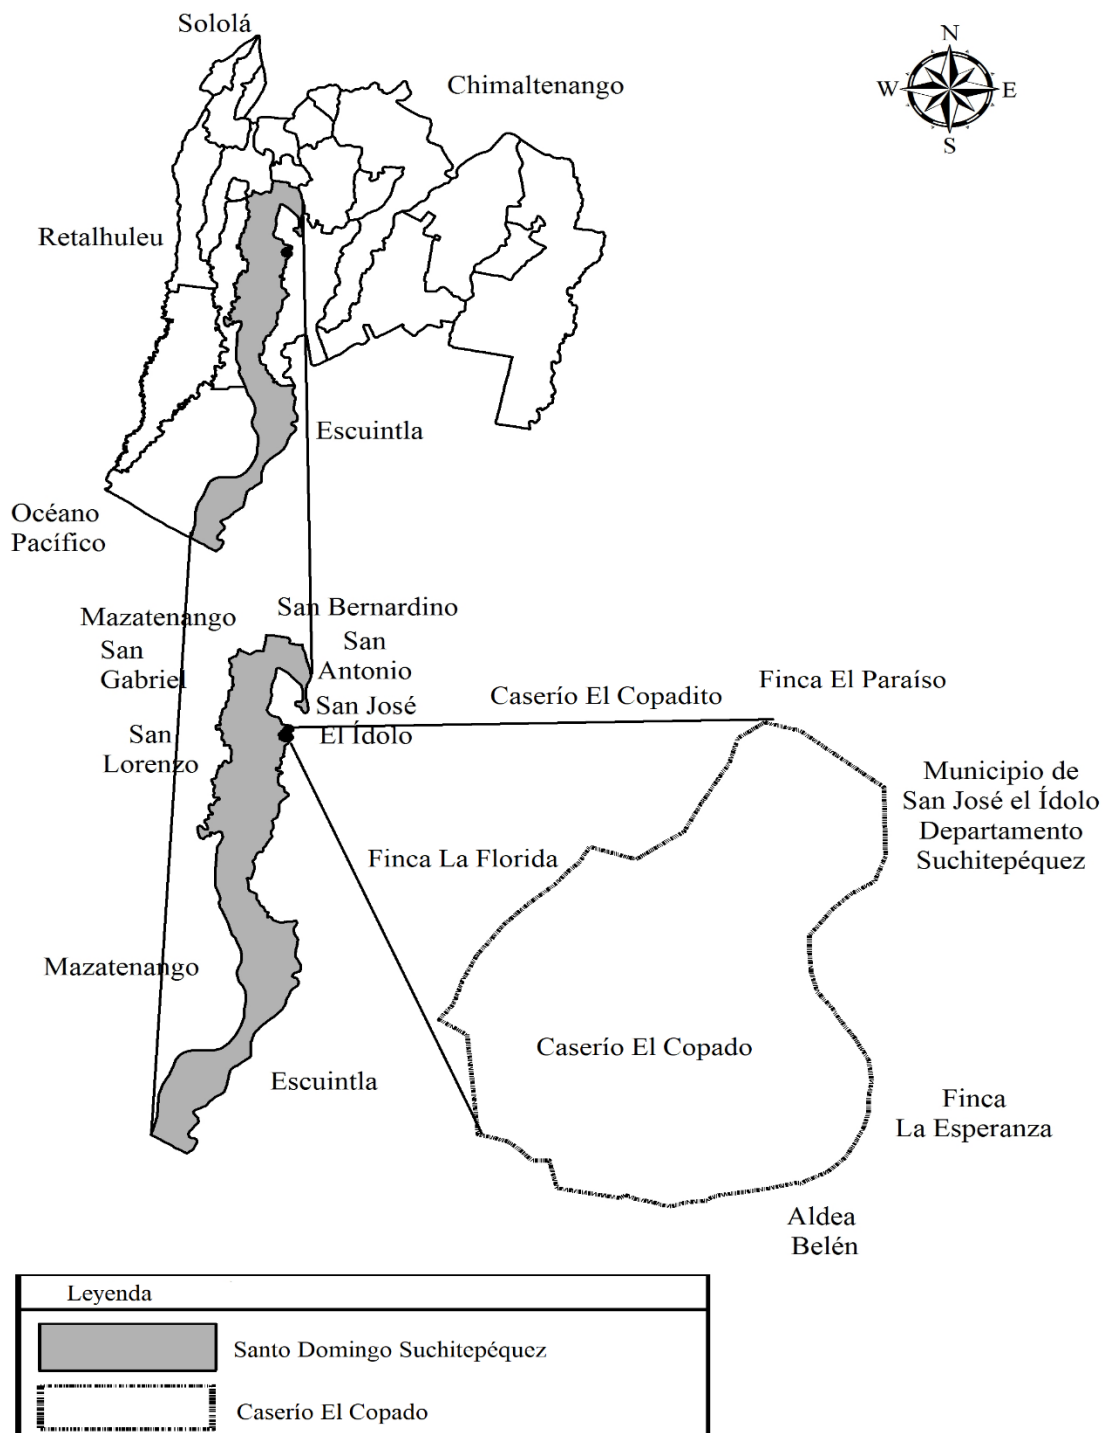 Sololá
Chimaltenango
N
W
E
S
Retalhuleu
Escuintla
Océano
Pacífico
San Bernardino
Mazatenango
San
Gabriel
San
Antonio
San José
El Ídolo
San
Lorenzo
Mazatenango
Escuintla
Caserío El Copadito
Finca El Paraíso
Municipio de
San José el Ídolo
Departamento
Suchitepéquez
Finca La Florida
Caserío El Copado
Finca
La Esperanza
Aldea
Belén
Leyenda
Santo Domingo Suchitepéquez
Caserío El Copado